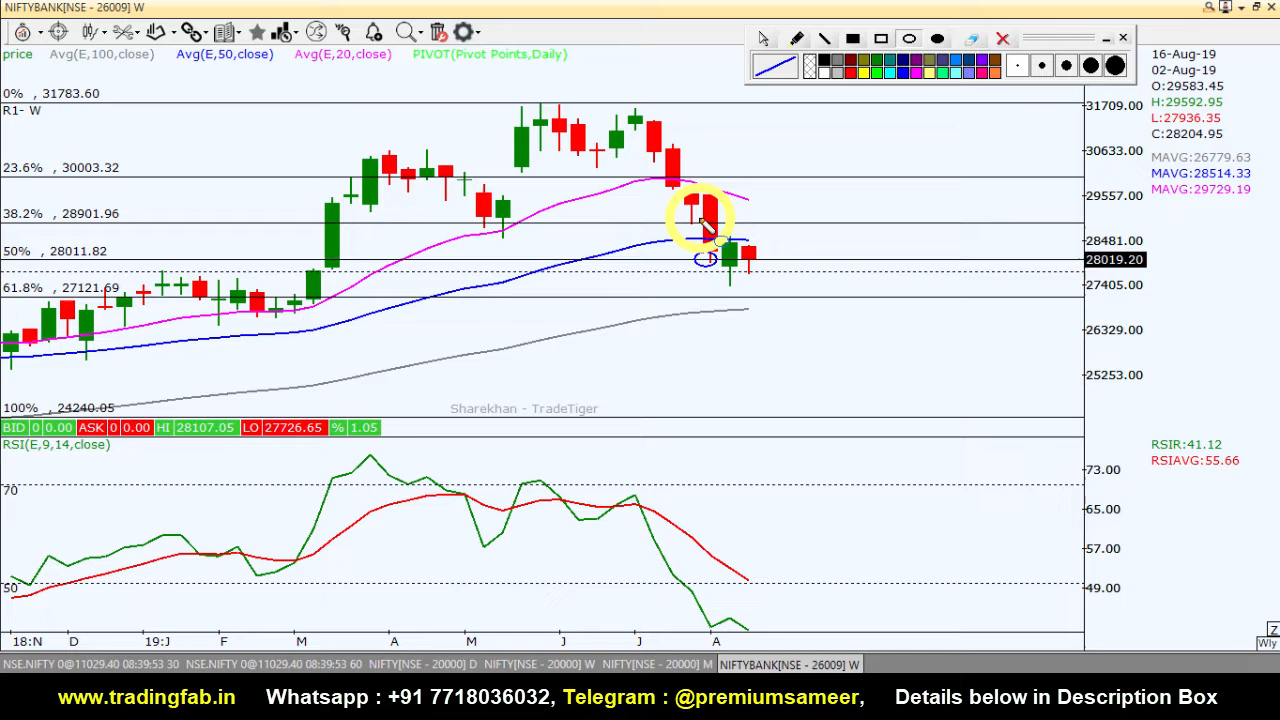 NIFTYBANK[NSE - 26009] W
price Avg(E,100,close) Avg(E,50,close) Avg(E,20,close) PIVOT(Pivot Points,Daily)
16-Aug-19
02-Aug-19
O:29583.45
H:29592.95
L:27936.35
C:28204.95
MAVG:26779.63
MAVG:28514.33
MAVG:29729.19
0% , 31783.60
R1- W
23.6% , 30003.32
38.2% , 28901.96
50% , 28011.82
61.8% , 27121.69
100% , 24240.05
31709.00
30633.00
29557.00
28481.00
28019.20
27405.00
26329.00
25253.00
Sharekhan - TradeTiger
BID 0 0.00 ASK 0 0.00 HI 28107.05 LO 27726.65 % 1.05
RSI(E,9,14,close)
RSIR:41.12
RSIAVG:55.66
70
50
73.00
65.00
57.00
49.00
18:N D 19:J F M A M J J A
Z
Wly
NSE.NIFTY 0@11029.40 08:39:53 30 NSE.NIFTY 0@11029.40 08:39:53 60 NIFTY[NSE - 20000] D NIFTY[NSE - 20000] W NIFTY[NSE - 20000] M NIFTYBANK[NSE - 26009] W
www.tradingfab.in Whatsapp : +91 7718036032, Telegram : @premiumsameer, Details below in Description Box